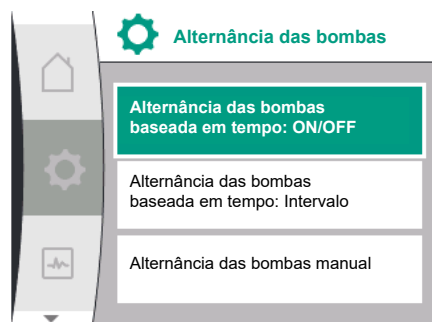 Alternância das bombas
Alternância das bombas
baseada em tempo: ON/OFF
Alternância das bombas
baseada em tempo: Intervalo
Alternância das bombas manual